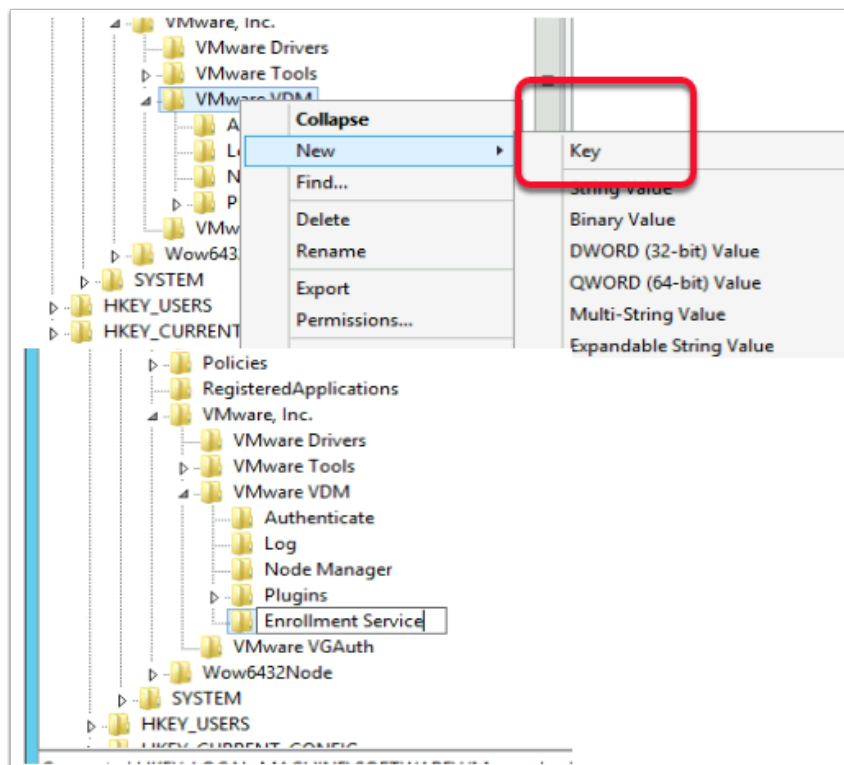 VMware, Inc.
VMware Drivers
VMware Tools
VMware VDM
Collapse
A
New
Key
L
Find...
N
String Value
P
Delete
Binary Value
VMw
Rename
DWORD (32-bit) Value
Wow643
QWORD (64-bit) Value
SYSTEM
Export
HKEY_USERS
Permissions...
Multi-String Value
HKEY_CURRENT
Expandable String Value
Policies
RegisteredApplications
VMware, Inc.
VMware Drivers
VMware Tools
VMware VDM
Authenticate
Log
Node Manager
Plugins
Enrollment Service
VMware VGAuth
Wow6432Node
SYSTEM
HKEY_USERS
HKEY_CURRENT_CONFIG